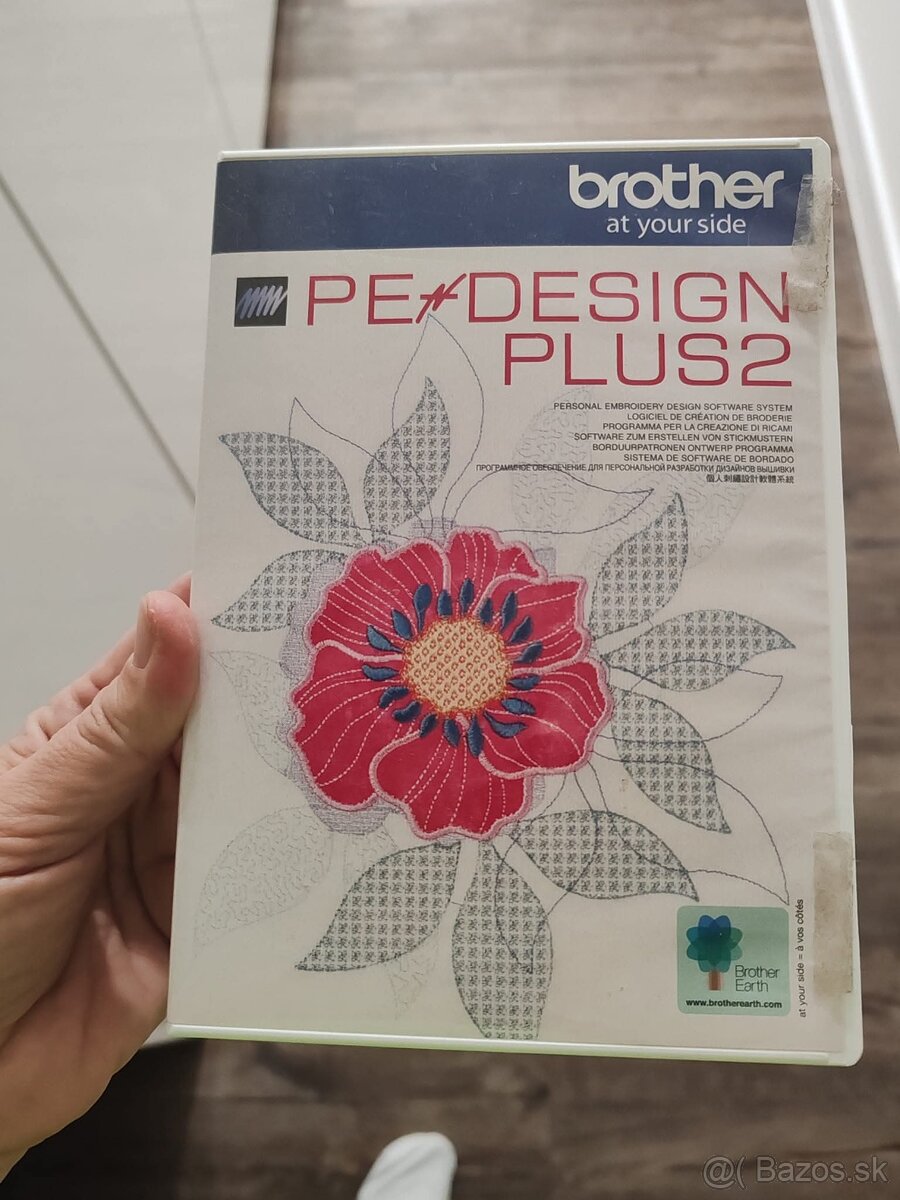 brother
at your side
PE-DESIGN
PLUS2
PERSONAL EMBROIDERY DESIGN SOFTWARE SYSTEM
LOGICIEL DE CRÉATION DE BRODERIE
PROGRAMMA PER LA CREAZIONE DI RICAMI
SOFTWARE ZUM ERSTELLEN VON STICKMUSTERN
BORDUURPATRONEN ONTWERP PROGRAMMA
SISTEMA DE SOFTWARE DE BORDADO
ПРОГРАММНОЕ ОБЕСПЕЧЕНИЕ ДЛЯ ПЕРСОНАЛЬНОЙ РАЗРАБОТКИ ДИЗАЙНОВ ВЫШИВКИ
個人刺繡設計軟體系統
Brother
Earth
www.brotherearth.com
at your side = à vos côtés
@( Bazos.sk